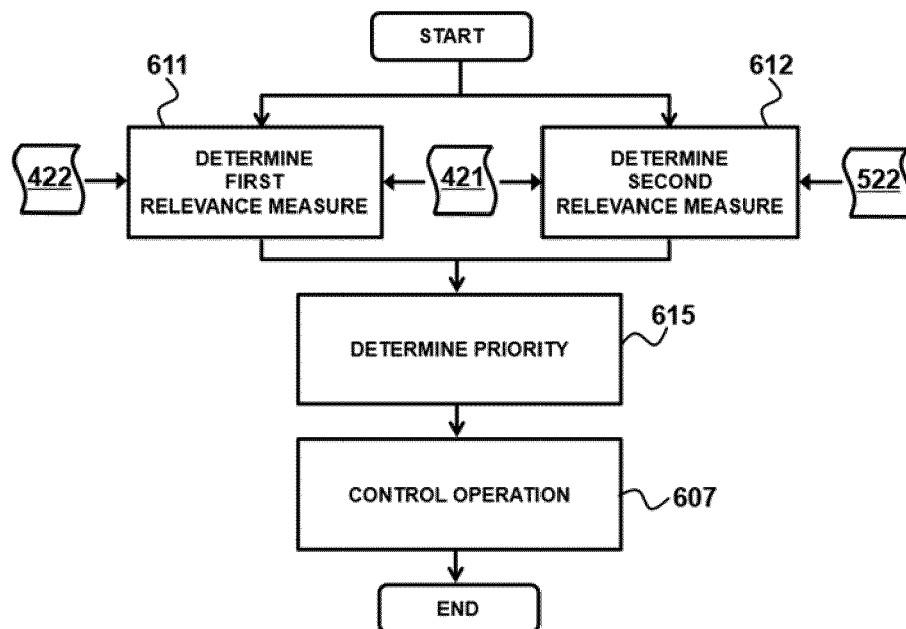 START
611
612
422
DETERMINE
FIRST
RELEVANCE MEASURE
421
DETERMINE
SECOND
RELEVANCE MEASURE
522
615
DETERMINE PRIORITY
CONTROL OPERATION
607
END